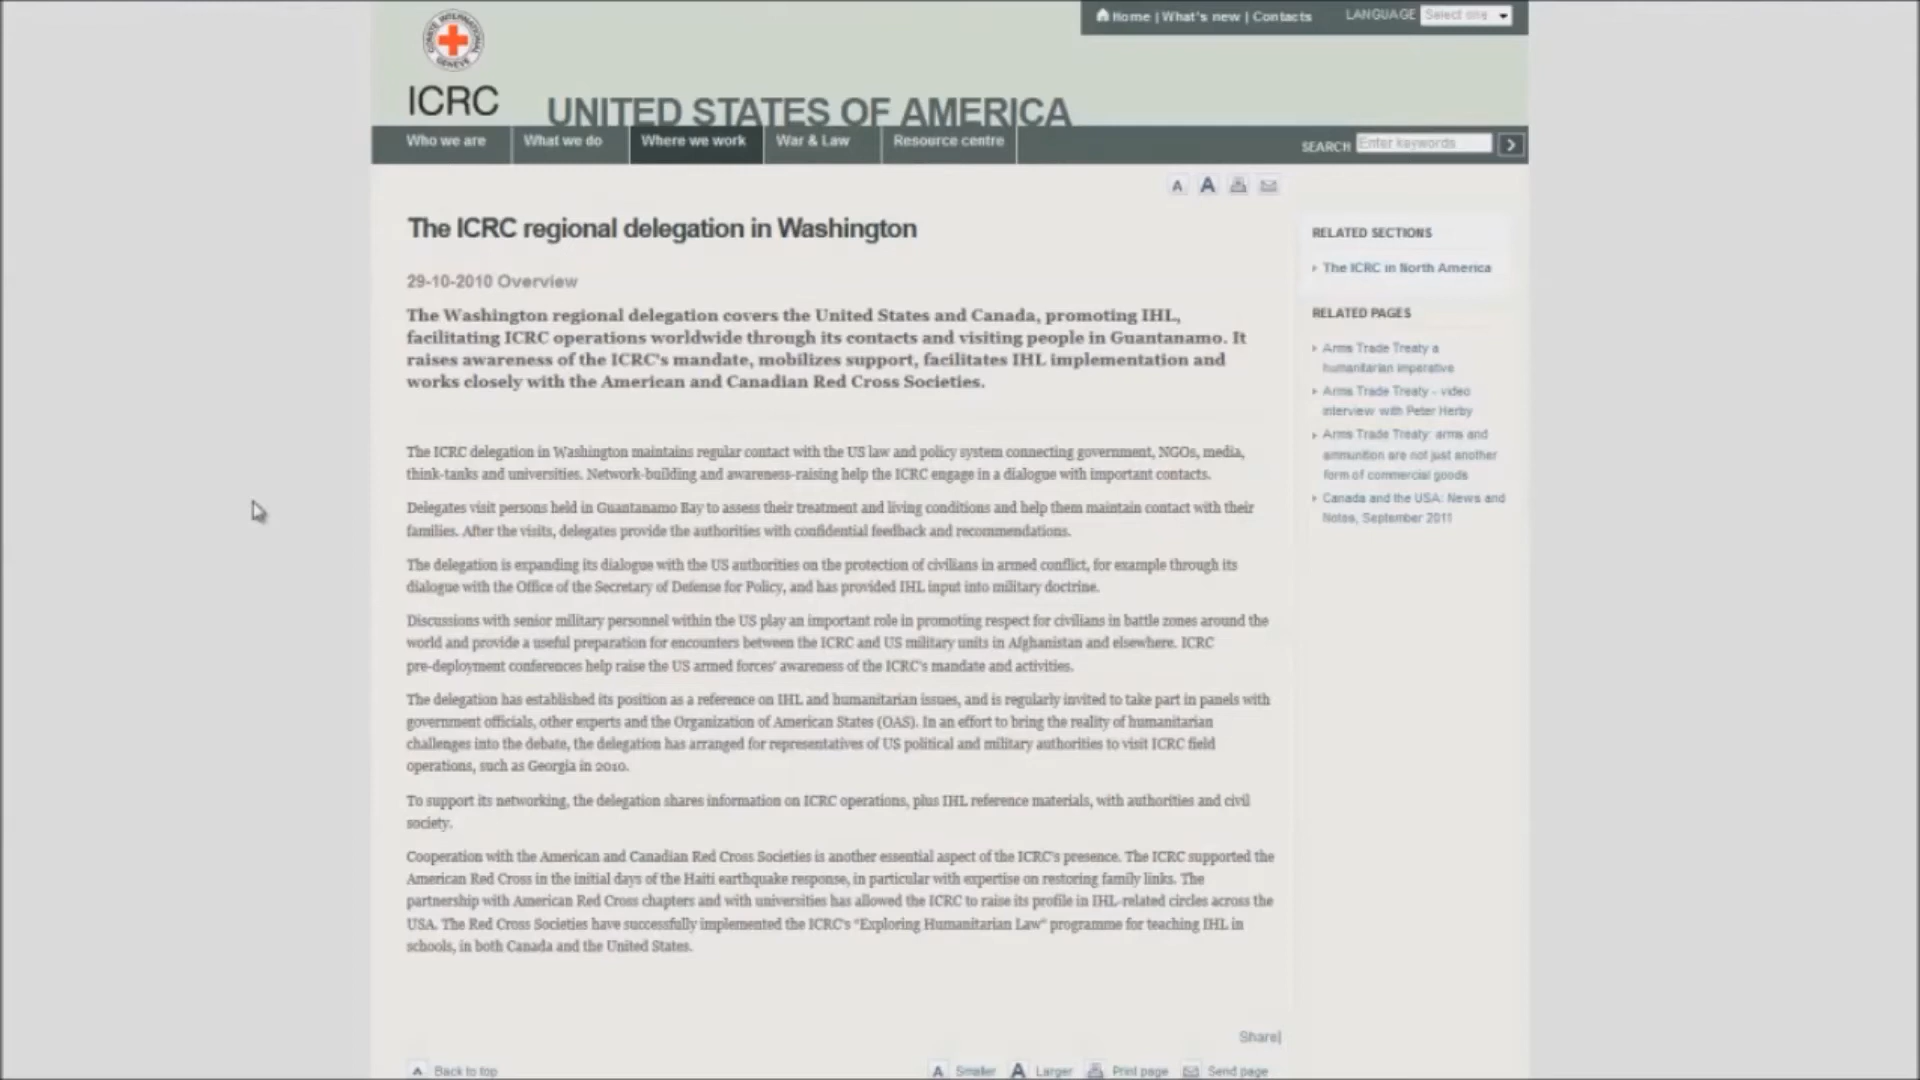 COMITE INTERNATIONAL GENEVE
Home | What's new | Contacts
LANGUAGE Select site
ICRC
UNITED STATES OF AMERICA
Who we are What we do Where we work War & Law Resource centre
SEARCH Enter keywords
A A
The ICRC regional delegation in Washington
29-10-2010 Overview
The Washington regional delegation covers the United States and Canada, promoting IHL,
facilitating ICRC operations worldwide through its contacts and visiting people in Guantanamo. It
raises awareness of the ICRC's mandate, mobilizes support, facilitates IHL implementation and
works closely with the American and Canadian Red Cross Societies.
The ICRC delegation in Washington maintains regular contact with the US law and policy system connecting government, NGOs, media,
think-tanks and universities. Network-building and awareness-raising help the ICRC engage in a dialogue with important contacts.
Delegates visit persons held in Guantanamo Bay to assess their treatment and living conditions and help them maintain contact with their
families. After the visits, delegates provide the authorities with confidential feedback and recommendations.
The delegation is expanding its dialogue with the US authorities on the protection of civilians in armed conflict, for example through its
dialogue with the Office of the Secretary of Defense for Policy, and has provided IHL input into military doctrine.
Discussions with senior military personnel within the US play an important role in promoting respect for civilians in battle zones around the
world and provide a useful preparation for encounters between the ICRC and US military units in Afghanistan and elsewhere. ICRC
pre-deployment conferences help raise the US armed forces' awareness of the ICRC's mandate and activities.
The delegation has established its position as a reference on IHL and humanitarian issues, and is regularly invited to take part in panels with
government officials, other experts and the Organization of American States (OAS). In an effort to bring the reality of humanitarian
challenges into the debate, the delegation has arranged for representatives of US political and military authorities to visit ICRC field
operations, such as Georgia in 2010.
To support its networking, the delegation shares information on ICRC operations, plus IHL reference materials, with authorities and civil
society.
Cooperation with the American and Canadian Red Cross Societies is another essential aspect of the ICRC's presence. The ICRC supported the
American Red Cross in the initial days of the Haiti earthquake response, in particular with expertise on restoring family links. The
partnership with American Red Cross chapters and with universities has allowed the ICRC to raise its profile in IHL-related circles across the
USA. The Red Cross Societies have successfully implemented the ICRC's "Exploring Humanitarian Law" programme for teaching IHL in
schools, in both Canada and the United States.
RELATED SECTIONS
The ICRC in North America
RELATED PAGES
Arms Trade Treaty a
humanitarian imperative
Arms Trade Treaty - video
interview with Peter Herby
Arms Trade Treaty: arms and
ammunition are not just another
form of commercial goods
Canada and the USA: News and
Notes, September 2011
Share|
Back to top
A Smaller A Larger Print page Send page